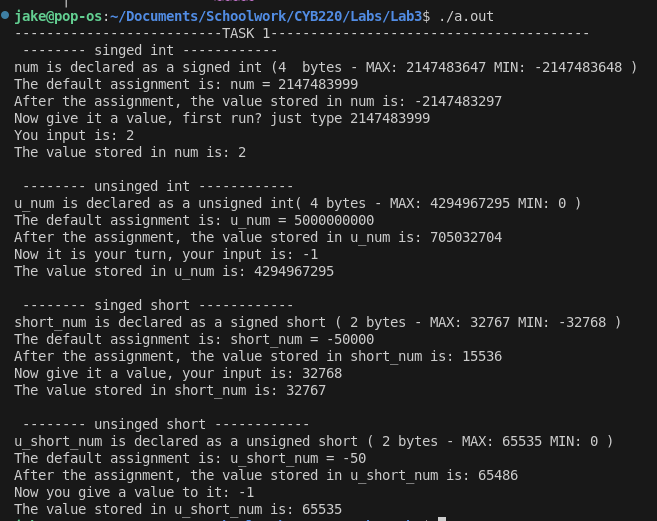 jake@pop-os:~/Documents/Schoolwork/CYB220/Labs/Lab3$ ./a.out
--------------------------TASK 1----------------------------------------
 -------- singed int ------------
num is declared as a signed int (4  bytes - MAX: 2147483647 MIN: -2147483648 )
The default assignment is: num = 2147483999
After the assignment, the value stored in num is: -2147483297
Now give it a value, first run? just type 2147483999
You input is: 2
The value stored in num is: 2

 -------- unsinged int ------------
u_num is declared as a unsigned int( 4 bytes - MAX: 4294967295 MIN: 0 )
The default assignment is: u_num = 5000000000
After the assignment, the value stored in u_num is: 705032704
Now it is your turn, your input is: -1
The value stored in u_num is: 4294967295

 -------- singed short ------------
short_num is declared as a signed short ( 2 bytes - MAX: 32767 MIN: -32768 )
The default assignment is: short_num = -50000
After the assignment, the value stored in short_num is: 15536
Now give it a value, your input is: 32768
The value stored in short_num is: 32767

 -------- unsinged short ------------
u_short_num is declared as a unsigned short ( 2 bytes - MAX: 65535 MIN: 0 )
The default assignment is: u_short_num = -50
After the assignment, the value stored in u_short_num is: 65486
Now you give a value to it: -1
The value stored in u_short_num is: 65535